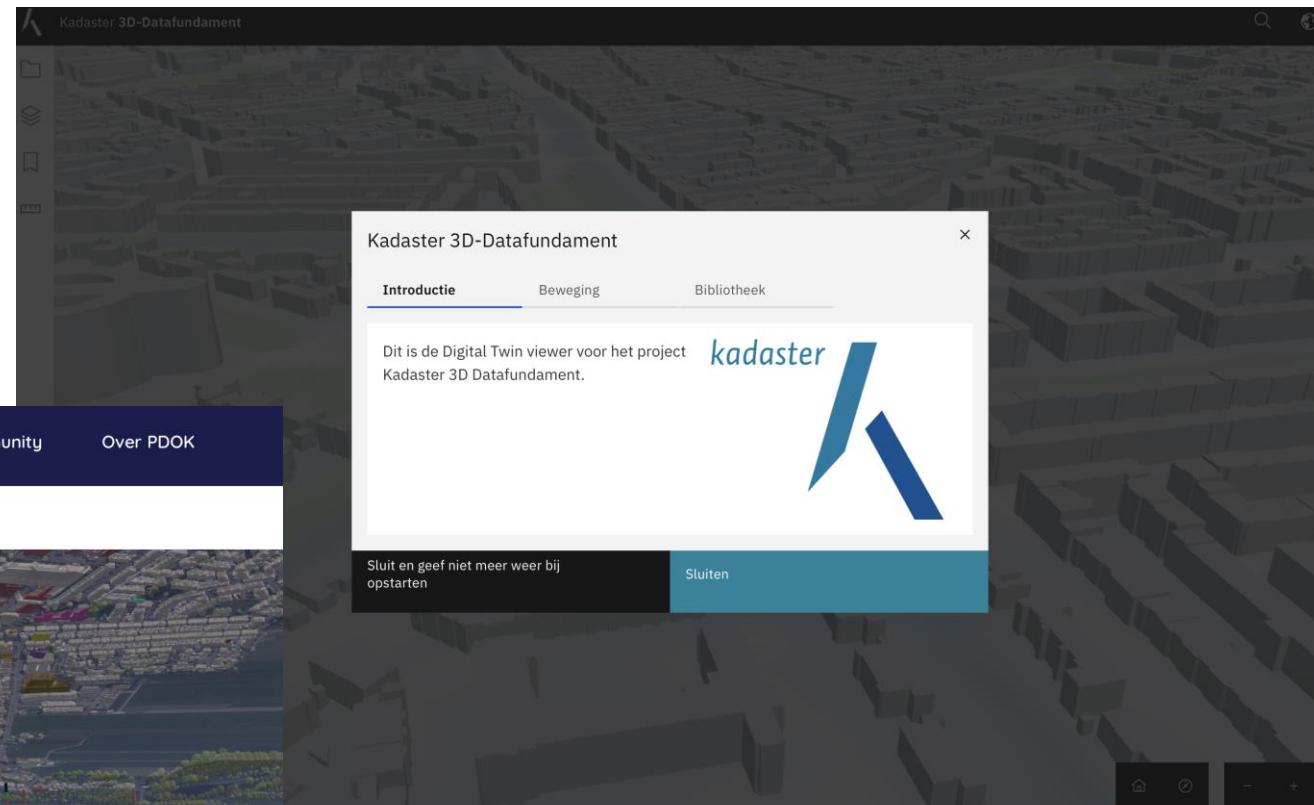 Kadaster 3D-Datafundament
Kadaster 3D-Datafundament
Introductie
Beweging
Bibliotheek
Dit is de Digital Twin viewer voor het project
Kadaster 3D Datafundament.
kadaster
Sluit en geef niet meer weer bij
opstarten
Sluiten
Over PDOK